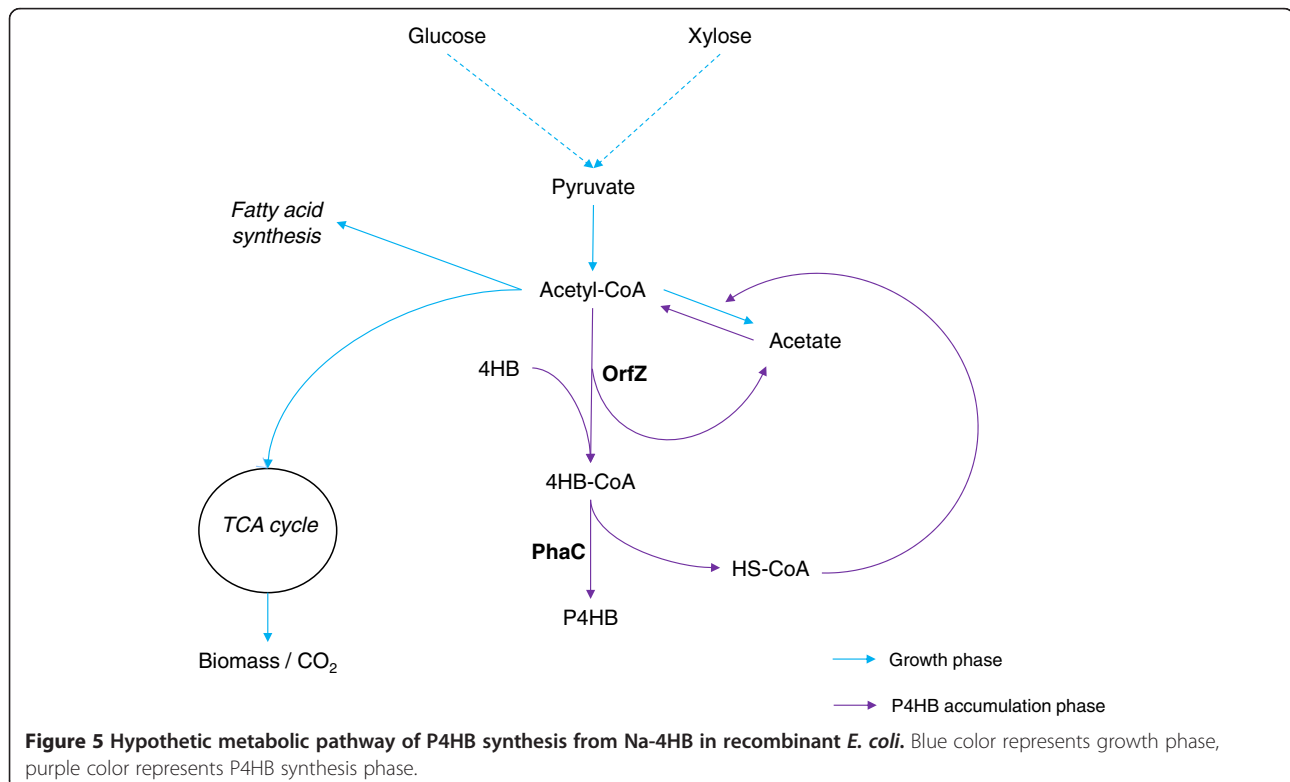 Glucose
Xylose
Pyruvate
Fatty acid
synthesis
Acetyl-CoA
Acetate
4HB
OrfZ
4HB-CoA
TCA cycle
PhaC
HS-CoA
P4HB
Biomass / CO₂
Growth phase
P4HB accumulation phase
Figure 5 Hypothetic metabolic pathway of P4HB synthesis from Na-4HB in recombinant E. coli. Blue color represents growth phase,
purple color represents P4HB synthesis phase.